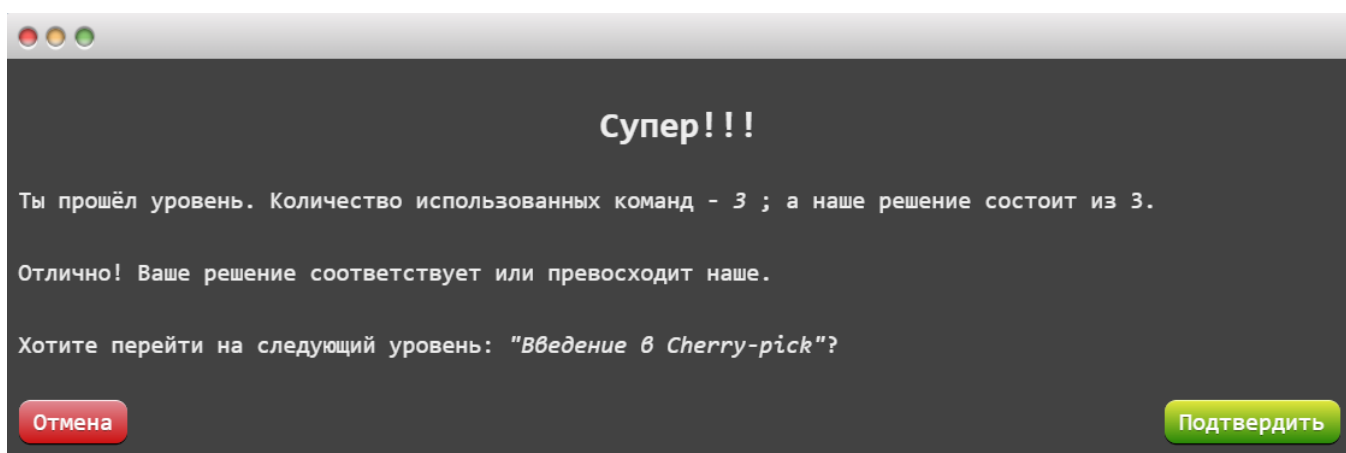 Супер!!!
Ты прошёл уровень. Количество использованных команд - 3 ; а наше решение состоит из 3.
Отлично! Ваше решение соответствует или превосходит наше.
Хотите перейти на следующий уровень: "Введение в Cherry-pick"?
Отмена
Подтвердить